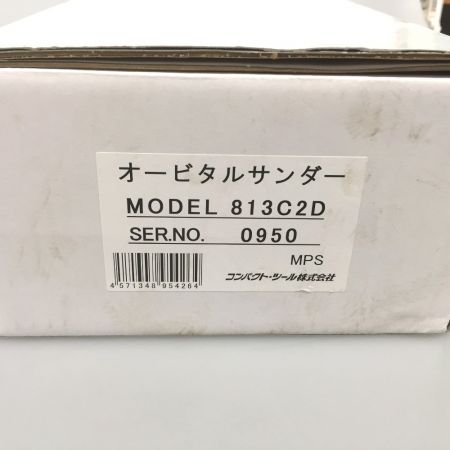 オービタルサンダー
MODEL 813C2D
SER.NO. 0950
MPS
4571348954264
コンパクト・ツール株式会社